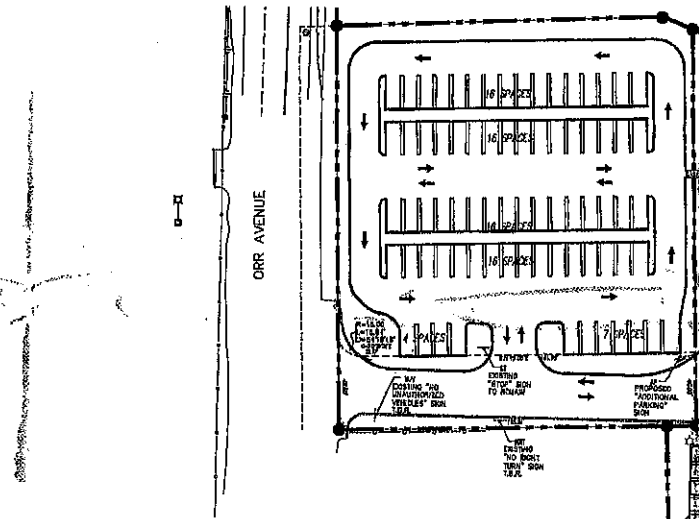 16 SPACES
16 SPACES
ORR AVENUE
16 SPACES
16 SPACES
4 SPACES
7 SPACES
EXISTING
"STOP" SIGN
TO REMAIN
EXISTING "NO
UNAUTHORIZED
VEHICLES" SIGN
T.B.R.
PROPOSED
"ADDITIONAL
PARKING"
SIGN
EXISTING
"NO RIGHT
TURN" SIGN
T.B.R.